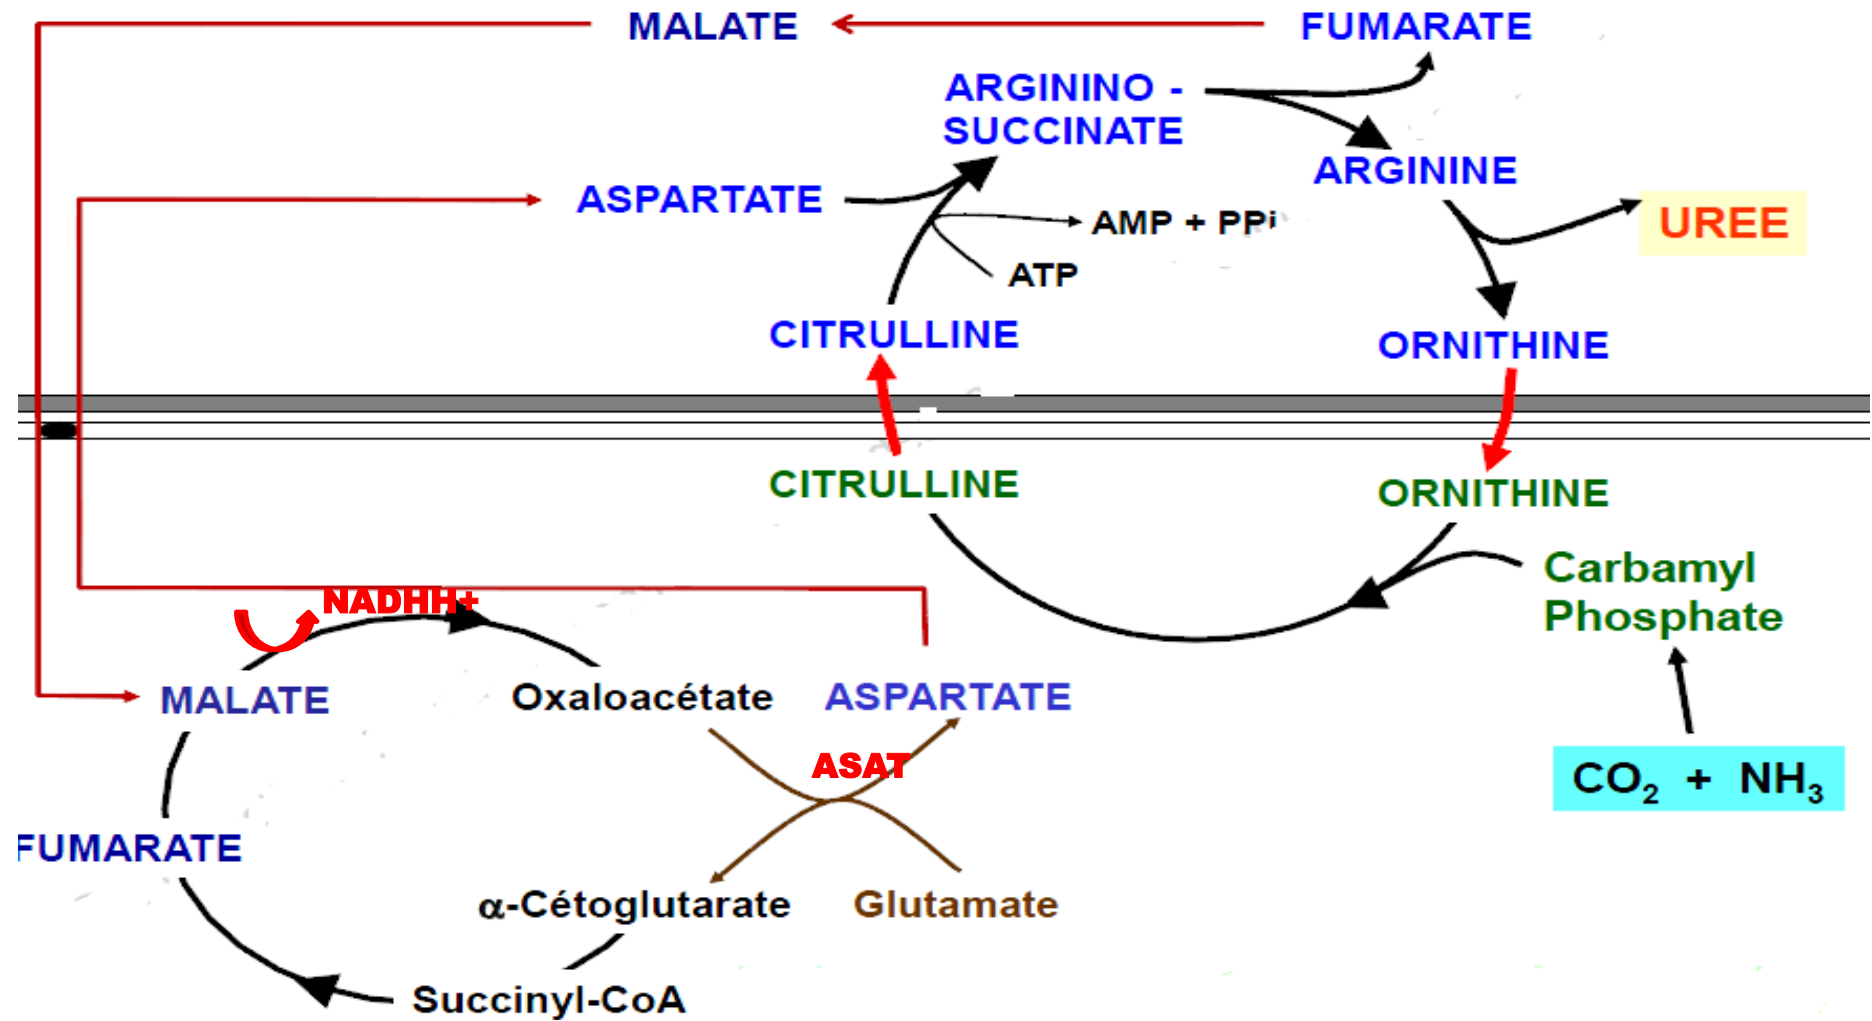 MALATE
FUMARATE
ARGININO -
SUCCINATE
ARGININE
ASPARTATE
UREE
AMP + PPi
ATP
CITRULLINE
ORNITHINE
CITRULLINE
ORNITHINE
Carbamyl
Phosphate
NADHH+
MALATE
Oxaloacétate
ASPARTATE
ASAT
CO₂ + NH₃
FUMARATE
α-Cétoglutarate
Glutamate
Succinyl-CoA